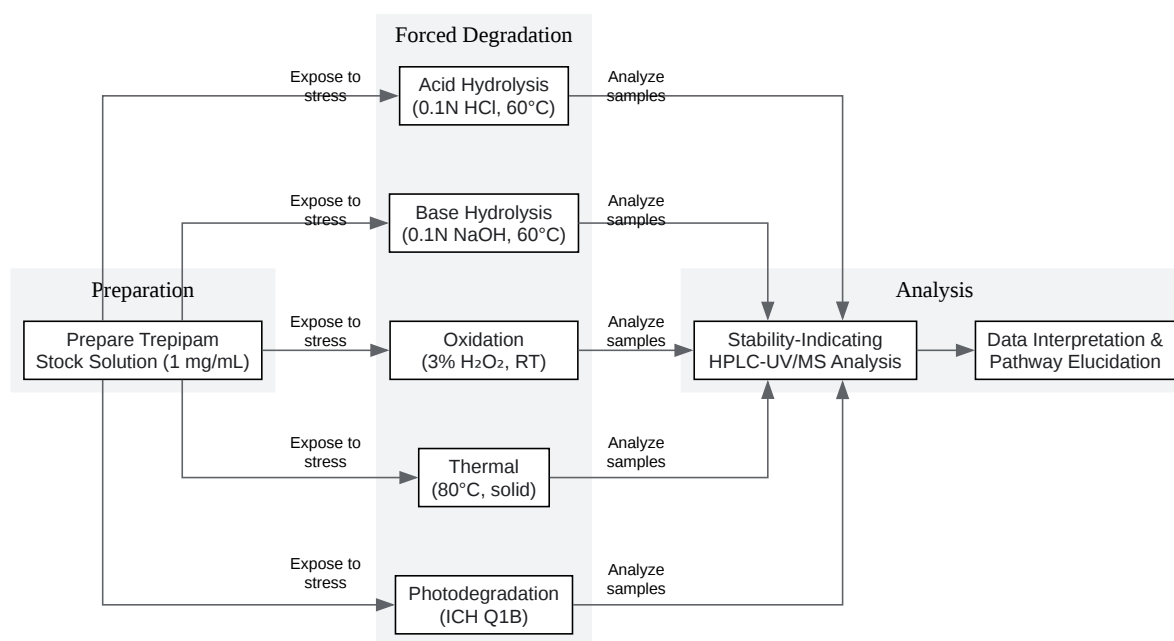 Forced Degradation
Expose to
stress
Acid Hydrolysis
(0.1N HCl, 60°C)
Analyze
samples
Expose to
stress
Base Hydrolysis
(0.1N NaOH, 60°C)
Analyze
samples
Preparation
Prepare Trepipam
Stock Solution (1 mg/mL)
Expose to
stress
Oxidation
(3% H₂O₂, RT)
Analyze
samples
Analysis
Stability-Indicating
HPLC-UV/MS Analysis
Data Interpretation &
Pathway Elucidation
Expose to
stress
Thermal
(80°C, solid)
Analyze
samples
Expose to
stress
Photodegradation
(ICH Q1B)
Analyze
samples